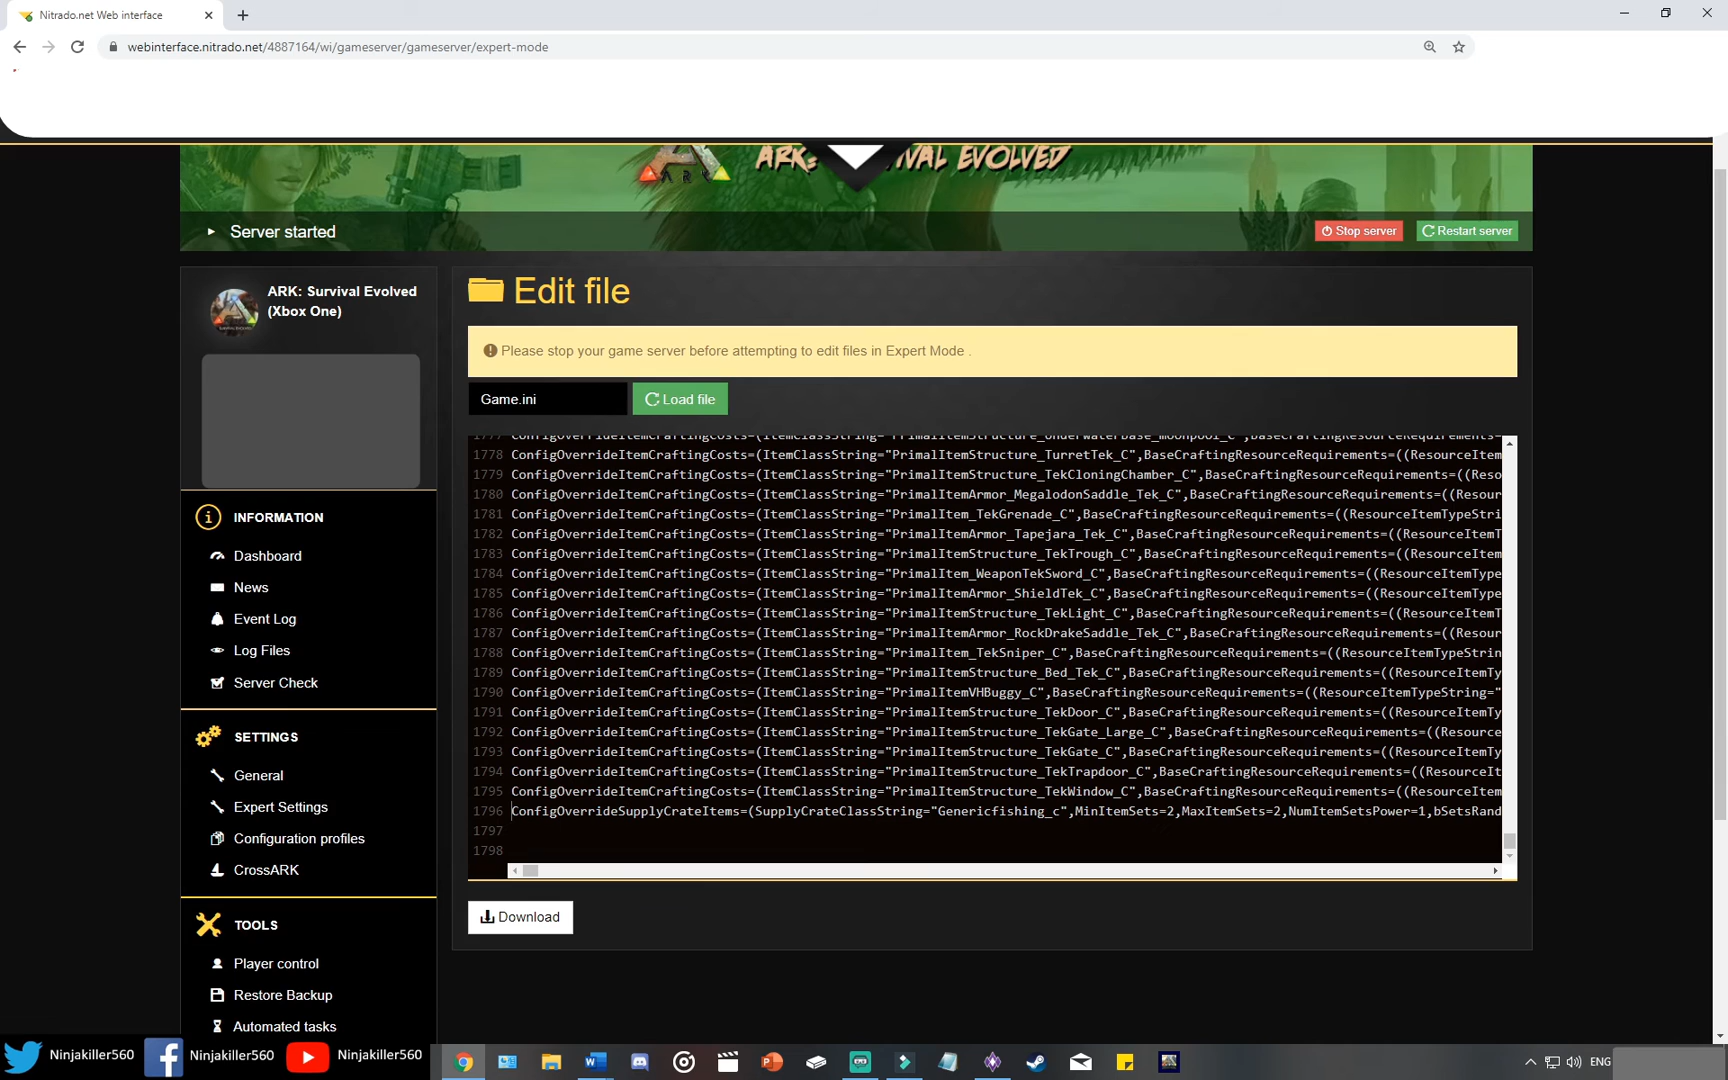 Nitrado.net Web interface
webinterface.nitrado.net/4887164/wi/gameserver/gameserver/expert-mode
ARK
ARK: SURVIVAL EVOLVED
Server started
Stop server
Restart server
ARK: Survival Evolved
(Xbox One)
Edit file
Please stop your game server before attempting to edit files in Expert Mode .
Game.ini
Load file
INFORMATION
Dashboard
News
Event Log
Log Files
Server Check
SETTINGS
General
Expert Settings
Configuration profiles
CrossARK
TOOLS
Player control
Restore Backup
Automated tasks
1777 ConfigOverrideItemCraftingCosts=(ItemClassString="PrimalItemStructure_UnderwaterBase_moonpool_C",BaseCraftingResourceRequirements=
1778 ConfigOverrideItemCraftingCosts=(ItemClassString="PrimalItemStructure_TurretTek_C",BaseCraftingResourceRequirements=((ResourceItem
1779 ConfigOverrideItemCraftingCosts=(ItemClassString="PrimalItemStructure_TekCloningChamber_C",BaseCraftingResourceRequirements=((Reso
1780 ConfigOverrideItemCraftingCosts=(ItemClassString="PrimalItemArmor_MegalodonSaddle_Tek_C",BaseCraftingResourceRequirements=((Resour
1781 ConfigOverrideItemCraftingCosts=(ItemClassString="PrimalItem_TekGrenade_C",BaseCraftingResourceRequirements=((ResourceItemTypeStri
1782 ConfigOverrideItemCraftingCosts=(ItemClassString="PrimalItemArmor_Tapejara_Tek_C",BaseCraftingResourceRequirements=((ResourceItemT
1783 ConfigOverrideItemCraftingCosts=(ItemClassString="PrimalItemStructure_TekTrough_C",BaseCraftingResourceRequirements=((ResourceItem
1784 ConfigOverrideItemCraftingCosts=(ItemClassString="PrimalItem_WeaponTekSword_C",BaseCraftingResourceRequirements=((ResourceItemType
1785 ConfigOverrideItemCraftingCosts=(ItemClassString="PrimalItemArmor_ShieldTek_C",BaseCraftingResourceRequirements=((ResourceItemType
1786 ConfigOverrideItemCraftingCosts=(ItemClassString="PrimalItemStructure_TekLight_C",BaseCraftingResourceRequirements=((ResourceItemT
1787 ConfigOverrideItemCraftingCosts=(ItemClassString="PrimalItemArmor_RockDrakeSaddle_Tek_C",BaseCraftingResourceRequirements=((Resour
1788 ConfigOverrideItemCraftingCosts=(ItemClassString="PrimalItem_TekSniper_C",BaseCraftingResourceRequirements=((ResourceItemTypeStrin
1789 ConfigOverrideItemCraftingCosts=(ItemClassString="PrimalItemStructure_Bed_Tek_C",BaseCraftingResourceRequirements=((ResourceItemTy
1790 ConfigOverrideItemCraftingCosts=(ItemClassString="PrimalItemVHBuggy_C",BaseCraftingResourceRequirements=((ResourceItemTypeString="
1791 ConfigOverrideItemCraftingCosts=(ItemClassString="PrimalItemStructure_TekDoor_C",BaseCraftingResourceRequirements=((ResourceItemTy
1792 ConfigOverrideItemCraftingCosts=(ItemClassString="PrimalItemStructure_TekGate_Large_C",BaseCraftingResourceRequirements=((Resource
1793 ConfigOverrideItemCraftingCosts=(ItemClassString="PrimalItemStructure_TekGate_C",BaseCraftingResourceRequirements=((ResourceItemTy
1794 ConfigOverrideItemCraftingCosts=(ItemClassString="PrimalItemStructure_TekTrapdoor_C",BaseCraftingResourceRequirements=((ResourceIt
1795 ConfigOverrideItemCraftingCosts=(ItemClassString="PrimalItemStructure_TekWindow_C",BaseCraftingResourceRequirements=((ResourceItem
1796 ConfigOverrideSupplyCrateItems=(SupplyCrateClassString="Genericfishing_c",MinItemSets=2,MaxItemSets=2,NumItemSetsPower=1,bSetsRand
1797
1798
Download
Ninjakiller560
Ninjakiller560
Ninjakiller560
ENG